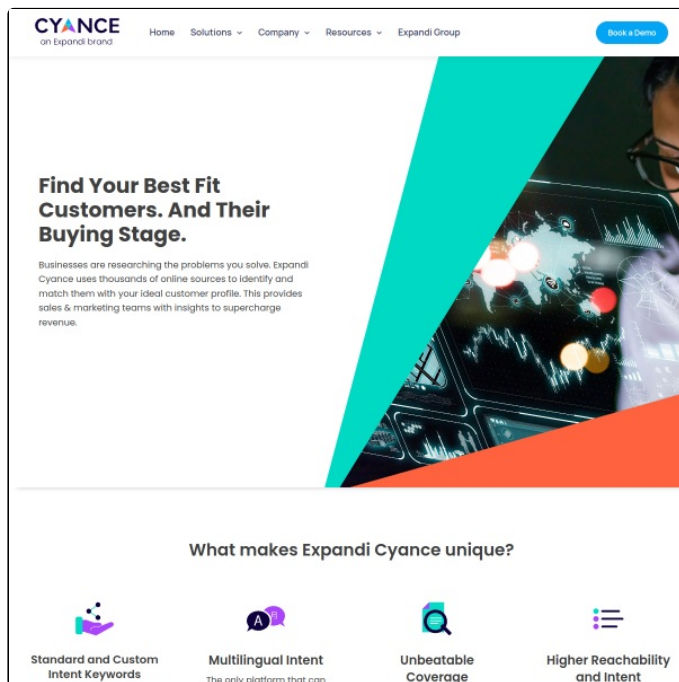 CYANCE
an Expandi brand
Home Solutions Company Resources Expandi Group
Book a Demo
Find Your Best Fit
Customers. And Their
Buying Stage.
Businesses are researching the problems you solve. Expandi
Cyance uses thousands of online sources to identify and
match them with your ideal customer profile. This provides
sales & marketing teams with insights to supercharge
revenue.
What makes Expandi Cyance unique?
Standard and Custom
Intent Keywords
Multilingual Intent
The only platform that can
Unbeatable
Coverage
Higher Reachability
and Intent